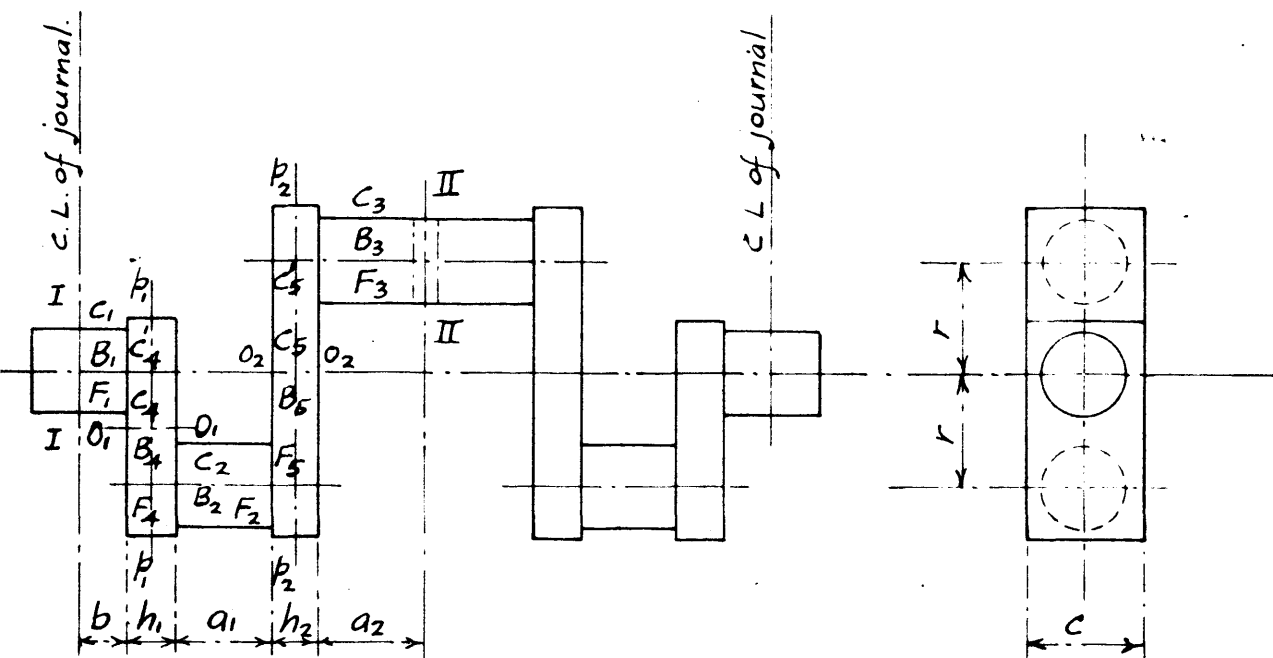 C.L. of journal.
C L of journal
p₂
II
C₃
B₃
F₃
C₅
I
p₁
C₁
C₄
II
C₅
O₂
O₂
B₁
F₁
C₄
B₅
I
O₁
O₁
B₄
C₂
F₅
B₂
F₂
F₄
p₁
p₂
b
h₁
a₁
h₂
a₂
r
r
c